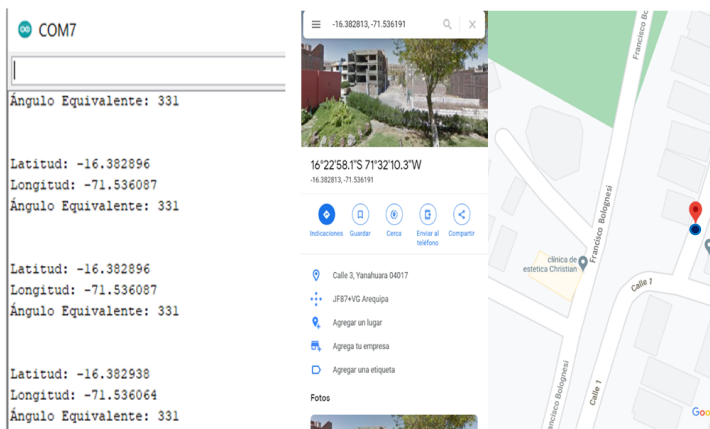 COM7
Ángulo Equivalente: 331
Latitud: -16.382896
Longitud: -71.536087
Ángulo Equivalente: 331
Latitud: -16.382896
Longitud: -71.536087
Ángulo Equivalente: 331
Latitud: -16.382938
Longitud: -71.536064
Ángulo Equivalente: 331
-16.382813, -71.536191
16°22'58.1"S 71°32'10.3"W
-16.382813, -71.536191
Indicaciones
Guardar
Cerca
Enviar al
teléfono
Compartir
Calle 3, Yanahuara 04017
JF87+VG Arequipa
Agregar un lugar
Agrega tu empresa
Agregar una etiqueta
Fotos
Francisco Bo
Francisco Bolognesi
clínica de
estetica Christian
Calle 1
Calle 1
ancisco Bolognesi
Goo